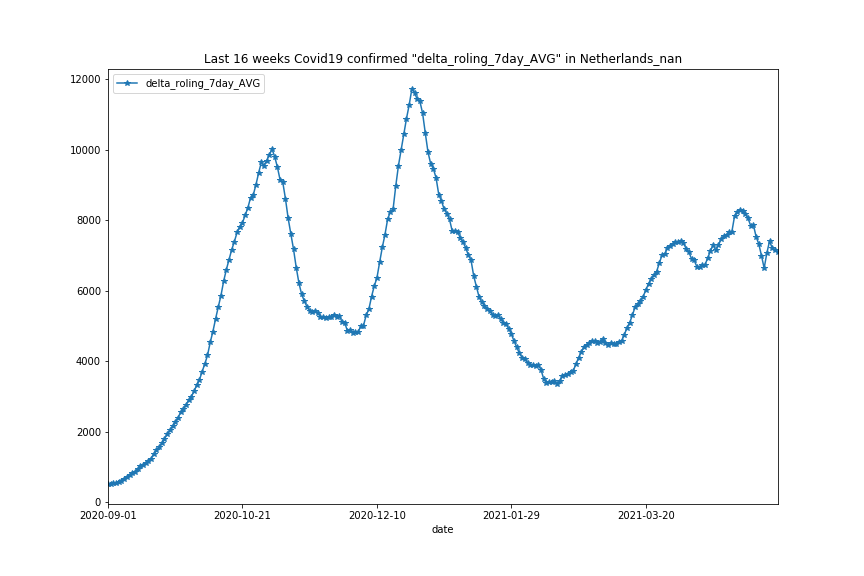 Last 16 weeks Covid19 confirmed "delta_roling_7day_AVG" in Netherlands_nan
delta_roling_7day_AVG
12000
10000
8000
6000
4000
2000
0
2020-09-01 2020-10-21 2020-12-10 2021-01-29 2021-03-20
date